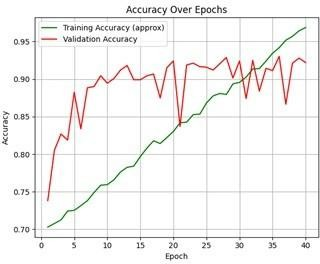 Accuracy Over Epochs
Training Accuracy (approx)
Validation Accuracy
Accuracy
0.95
0.90
0.85
0.80
0.75
0.70
0 5 10 15 20 25 30 35 40
Epoch